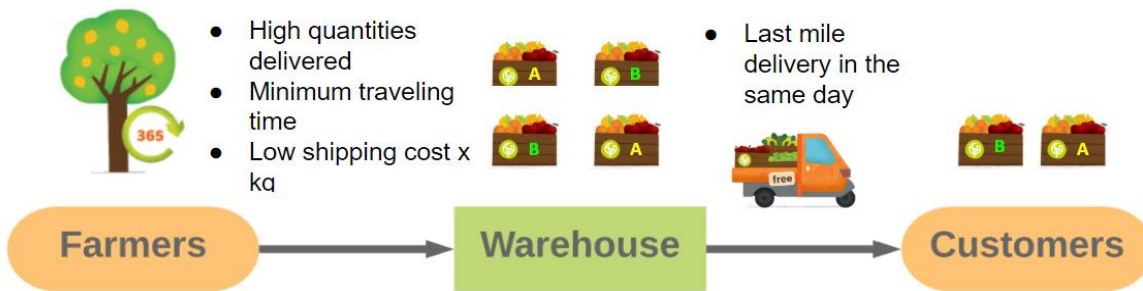 365
● High quantities
delivered
● Minimum traveling
time
● Low shipping cost x
kg
A
B
B
A
● Last mile
delivery in the
same day
free
B
A
Farmers
Warehouse
Customers